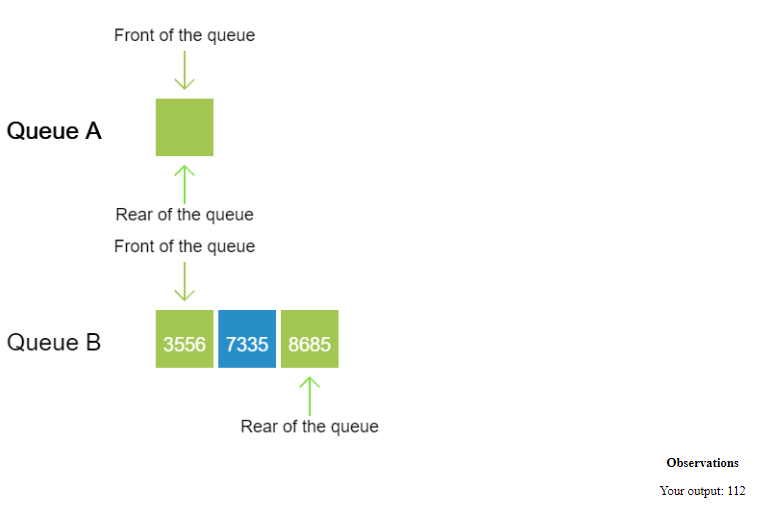 Front of the queue
Queue A
Rear of the queue
Front of the queue
Queue B
3556 7335 8685
Rear of the queue
Observations
Your output: 112